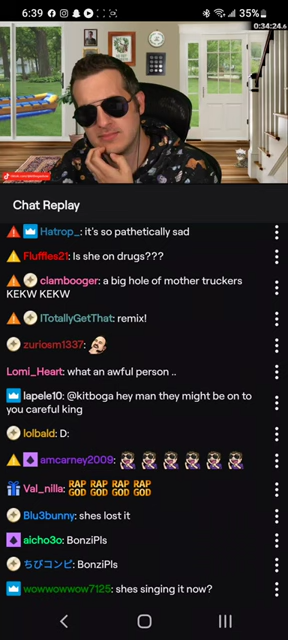 6:39
35%
0:34:24
Chat Replay
Hatrop_: it's so pathetically sad
Fluffles2!: Is she on drugs???
clambooger: a big hole of mother truckers
KEKW KEKW
ITotallyGetThat: remix!
zuriosm1337:
Lomi_Heart: what an awful person ..
lapele10: @kitboga hey man they might be on to
you careful king
lolbald: D:
amcarney2009:
Val_nilla: RAP GOD RAP GOD RAP GOD RAP GOD
Blu3bunny: shes lost it
aicho3o: BonziPls
ちびコンビ: BonziPls
wowwowwow7125: shes singing it now?